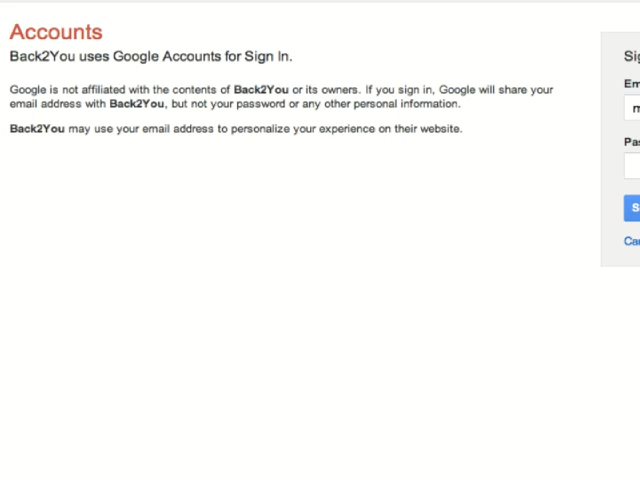 Accounts
Back2You uses Google Accounts for Sign In.
Google is not affiliated with the contents of Back2You or its owners. If you sign in, Google will share your
email address with Back2You, but not your password or any other personal information.
Back2You may use your email address to personalize your experience on their website.